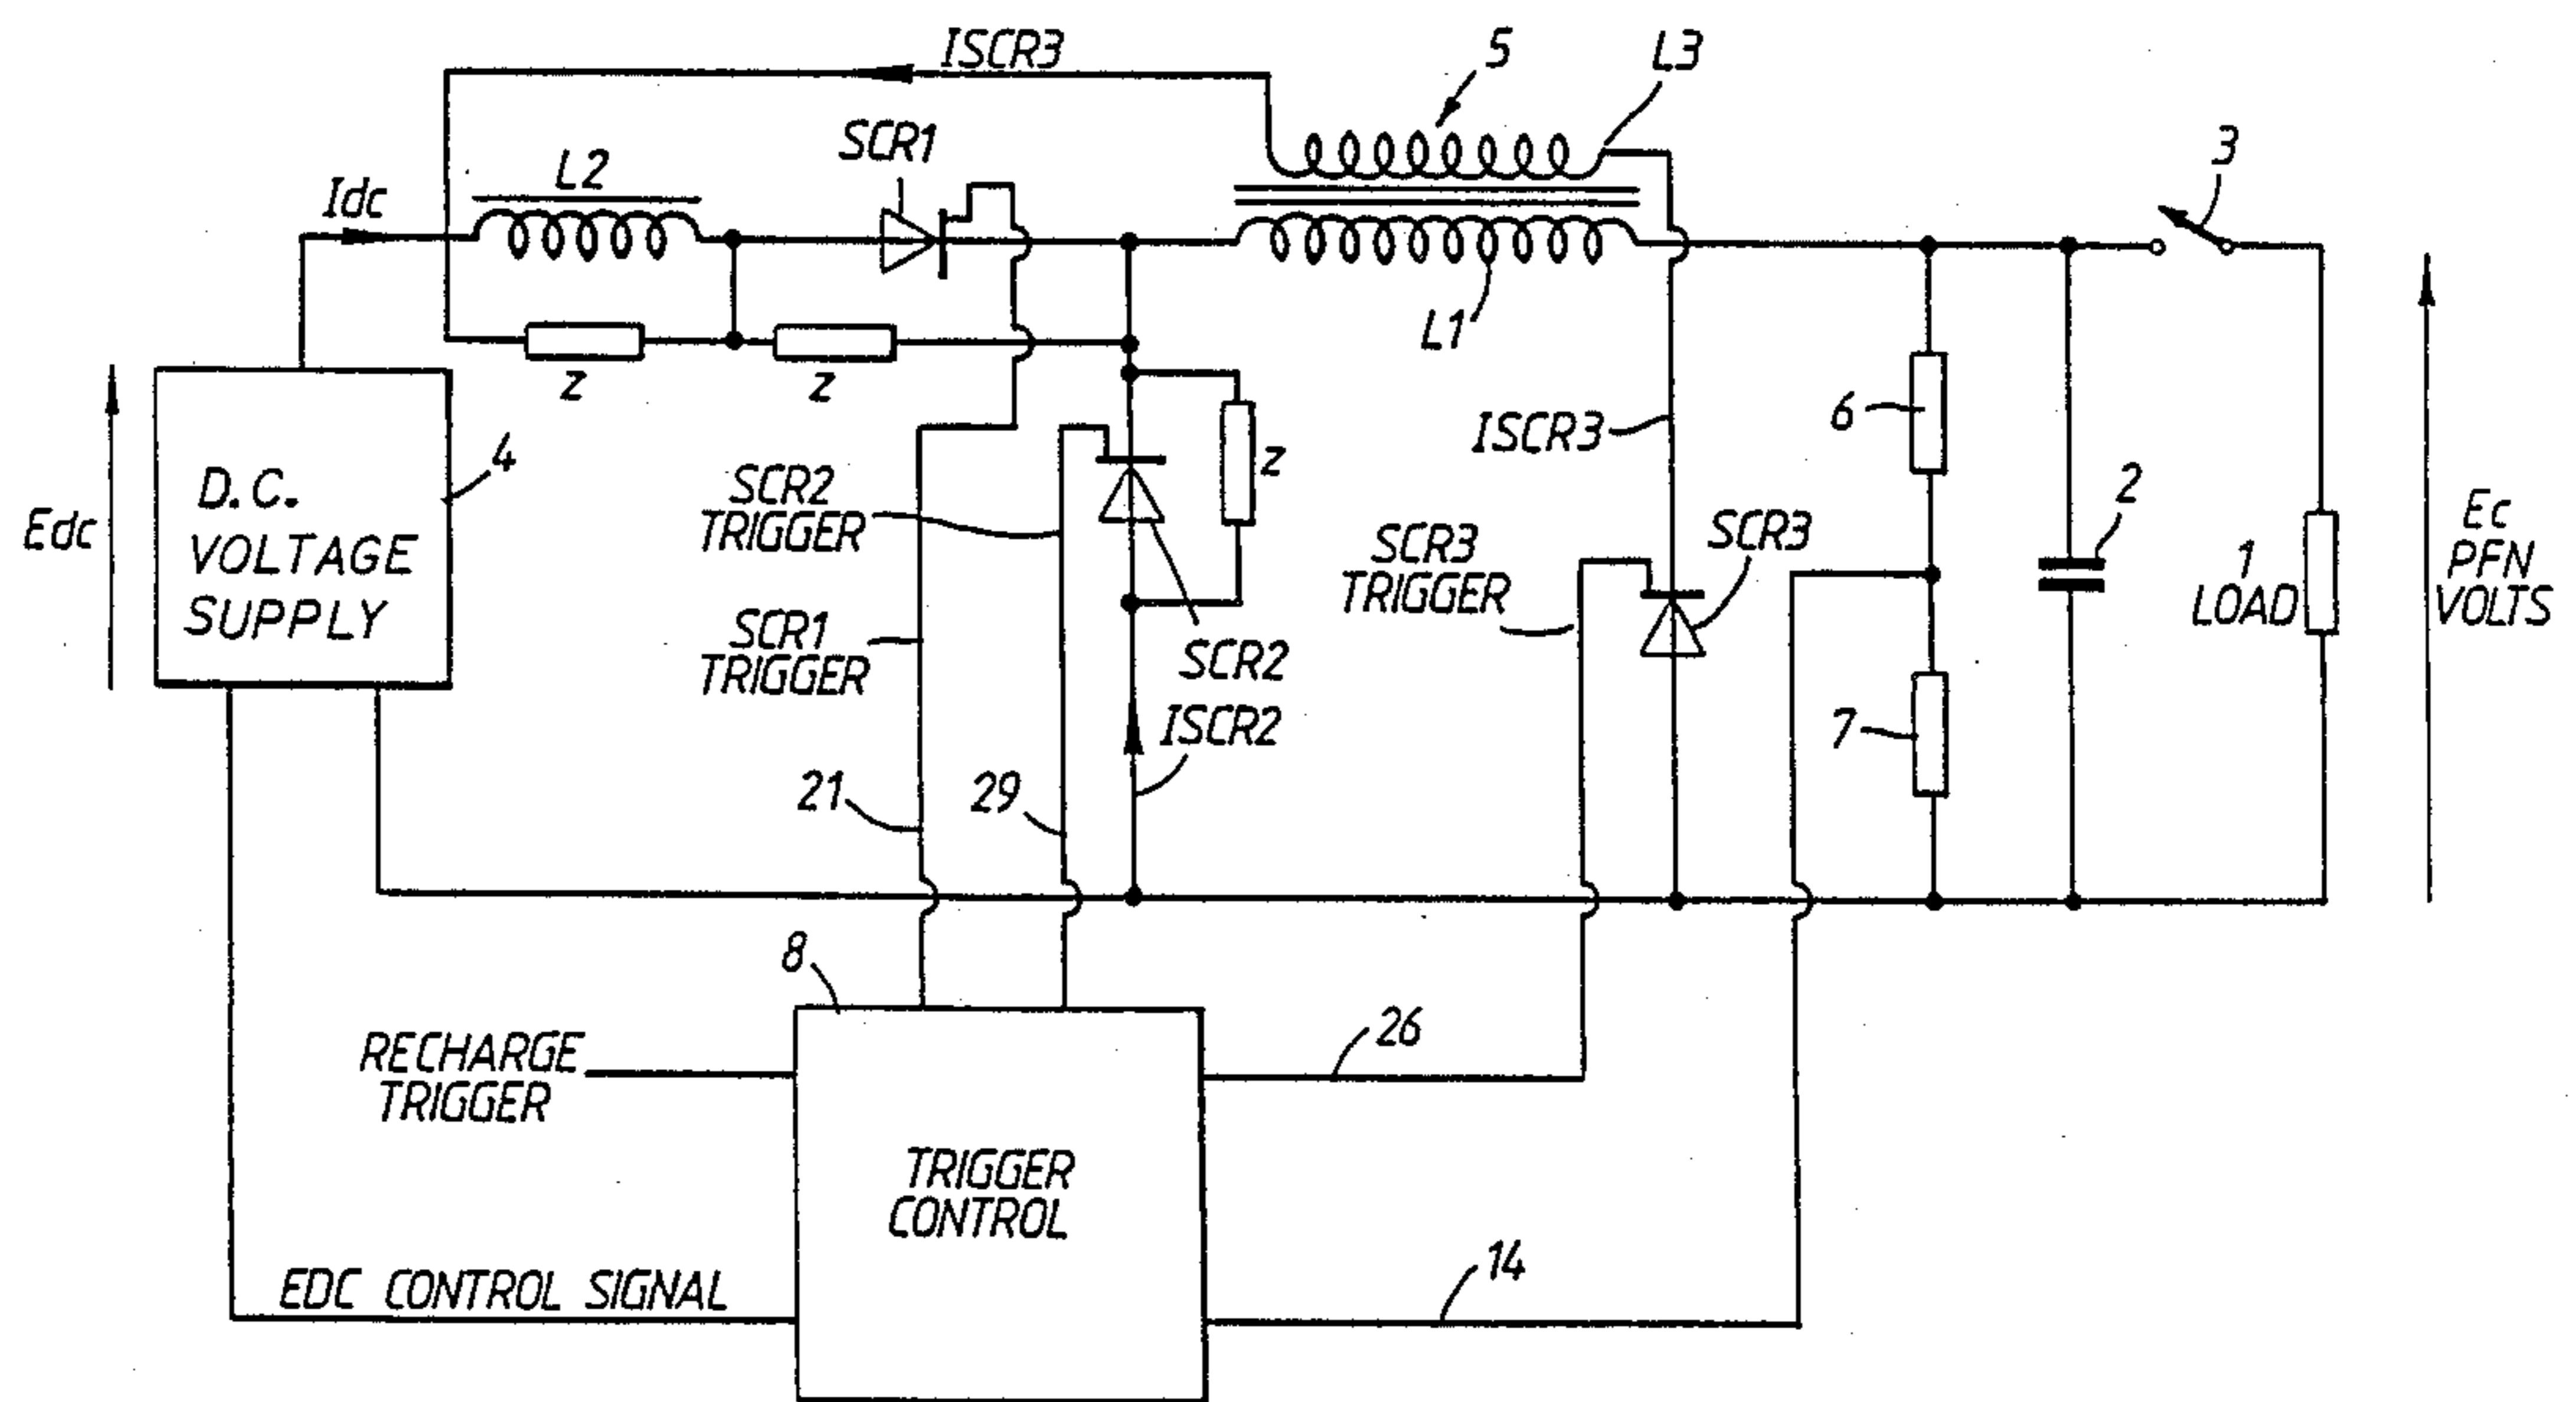 ISCR3
5
L3
SCR1
3
L2
Idc
L1
z
z
6
ISCR3
4
D.C.
VOLTAGE
SUPPLY
Edc
SCR2
TRIGGER
z
2
SCR3
TRIGGER
SCR3
Ec
PFN
VOLTS
1
LOAD
SCR1
TRIGGER
SCR2
ISCR2
7
21
29
8
RECHARGE
TRIGGER
26
TRIGGER
CONTROL
EDC CONTROL SIGNAL
14